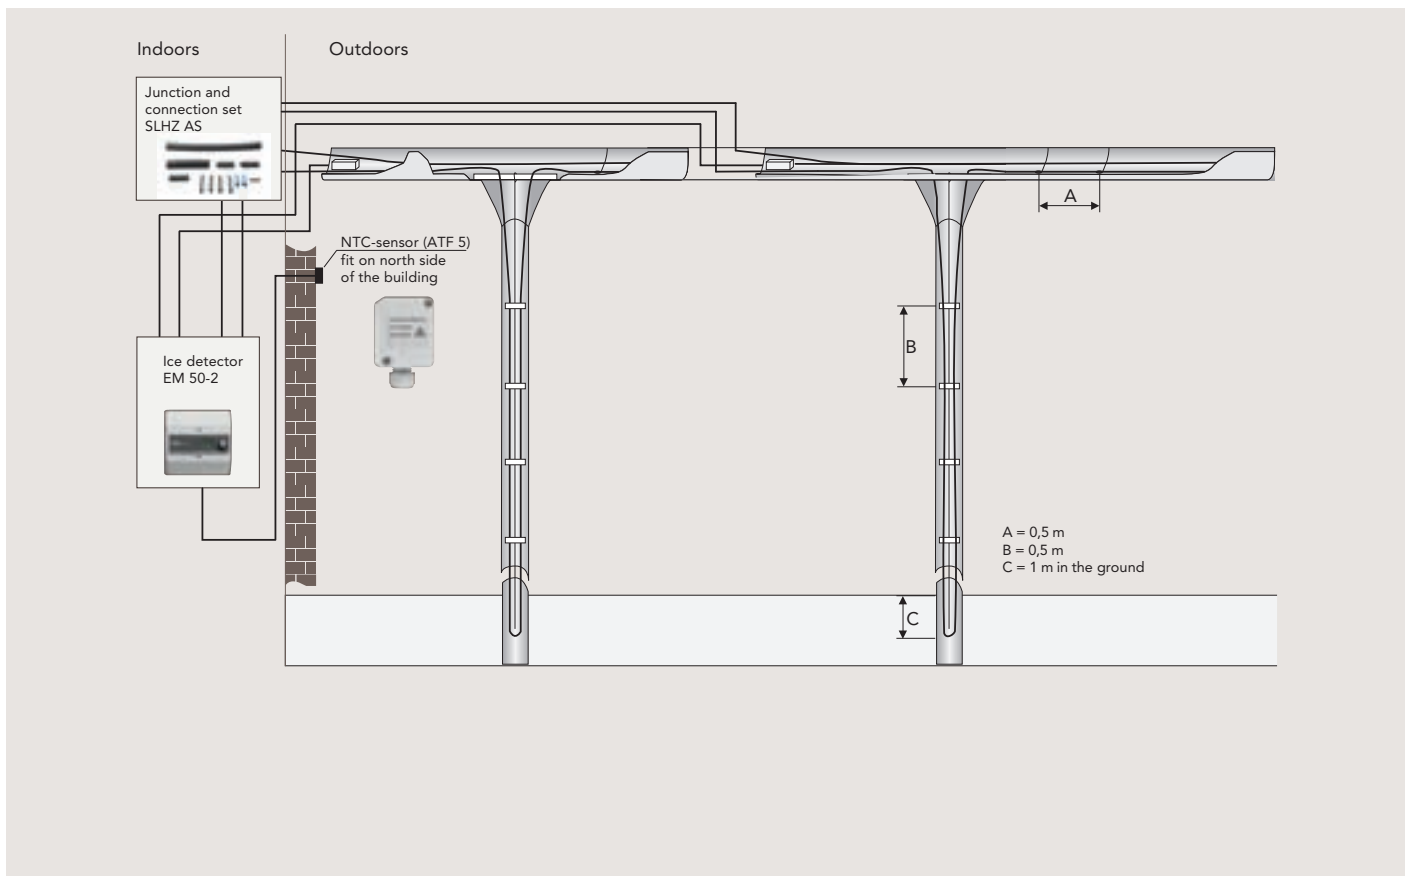 Indoors
Outdoors
Junction and
connection set
SLHZ AS
A
NTC-sensor (ATF 5)
fit on north side
of the building
B
Ice detector
EM 50-2
A = 0,5 m
B = 0,5 m
C = 1 m in the ground
C